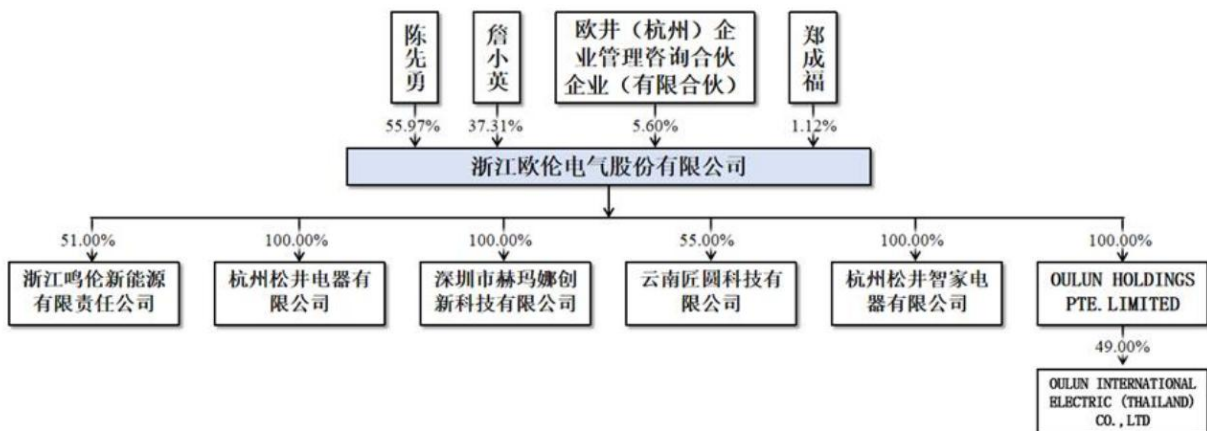 陈先勇
詹小英
欧井（杭州）企
业管理咨询合伙
企业（有限合伙）
郑成福
55.97%
37.31%
5.60%
1.12%
浙江欧伦电气股份有限公司
51.00%
100.00%
100.00%
55.00%
100.00%
100.00%
浙江鸣伦新能源
有限责任公司
杭州松井电器有
限公司
深圳市赫玛娜创
新科技有限公司
云南匠圆科技有
限公司
杭州松井智家电
器有限公司
OULUN HOLDINGS
PTE.LIMITED
49.00%
OULUN INTERNATIONAL
ELECTRIC (THAILAND)
CO.,LTD